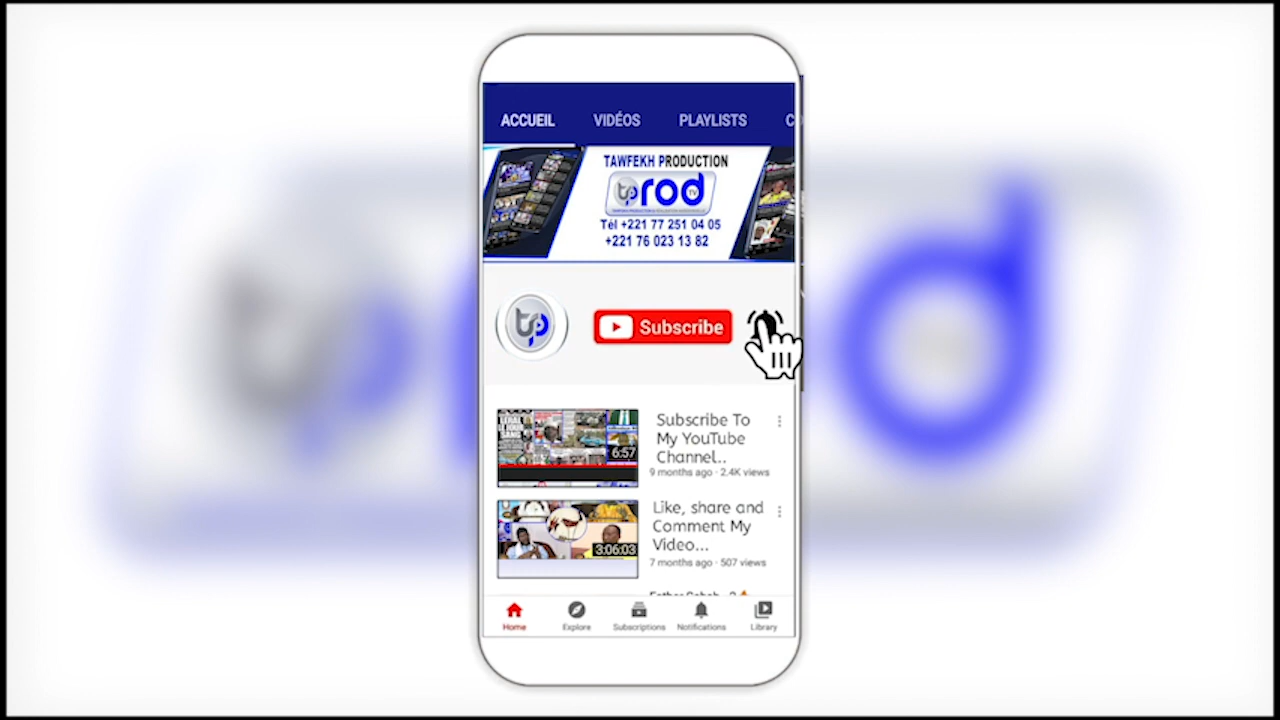 ACCUEIL VIDÉOS PLAYLISTS
TAWFEKH PRODUCTION
tprod TV
Tél +221 77 251 04 05
+221 76 023 13 82
tp
Subscribe
Subscribe To
My YouTube
Channel..
9 months ago · 2.4K views
6:57
Like, share and
Comment My
Video...
7 months ago · 507 views
3:06:03
Home Explore Subscriptions Notifications Library